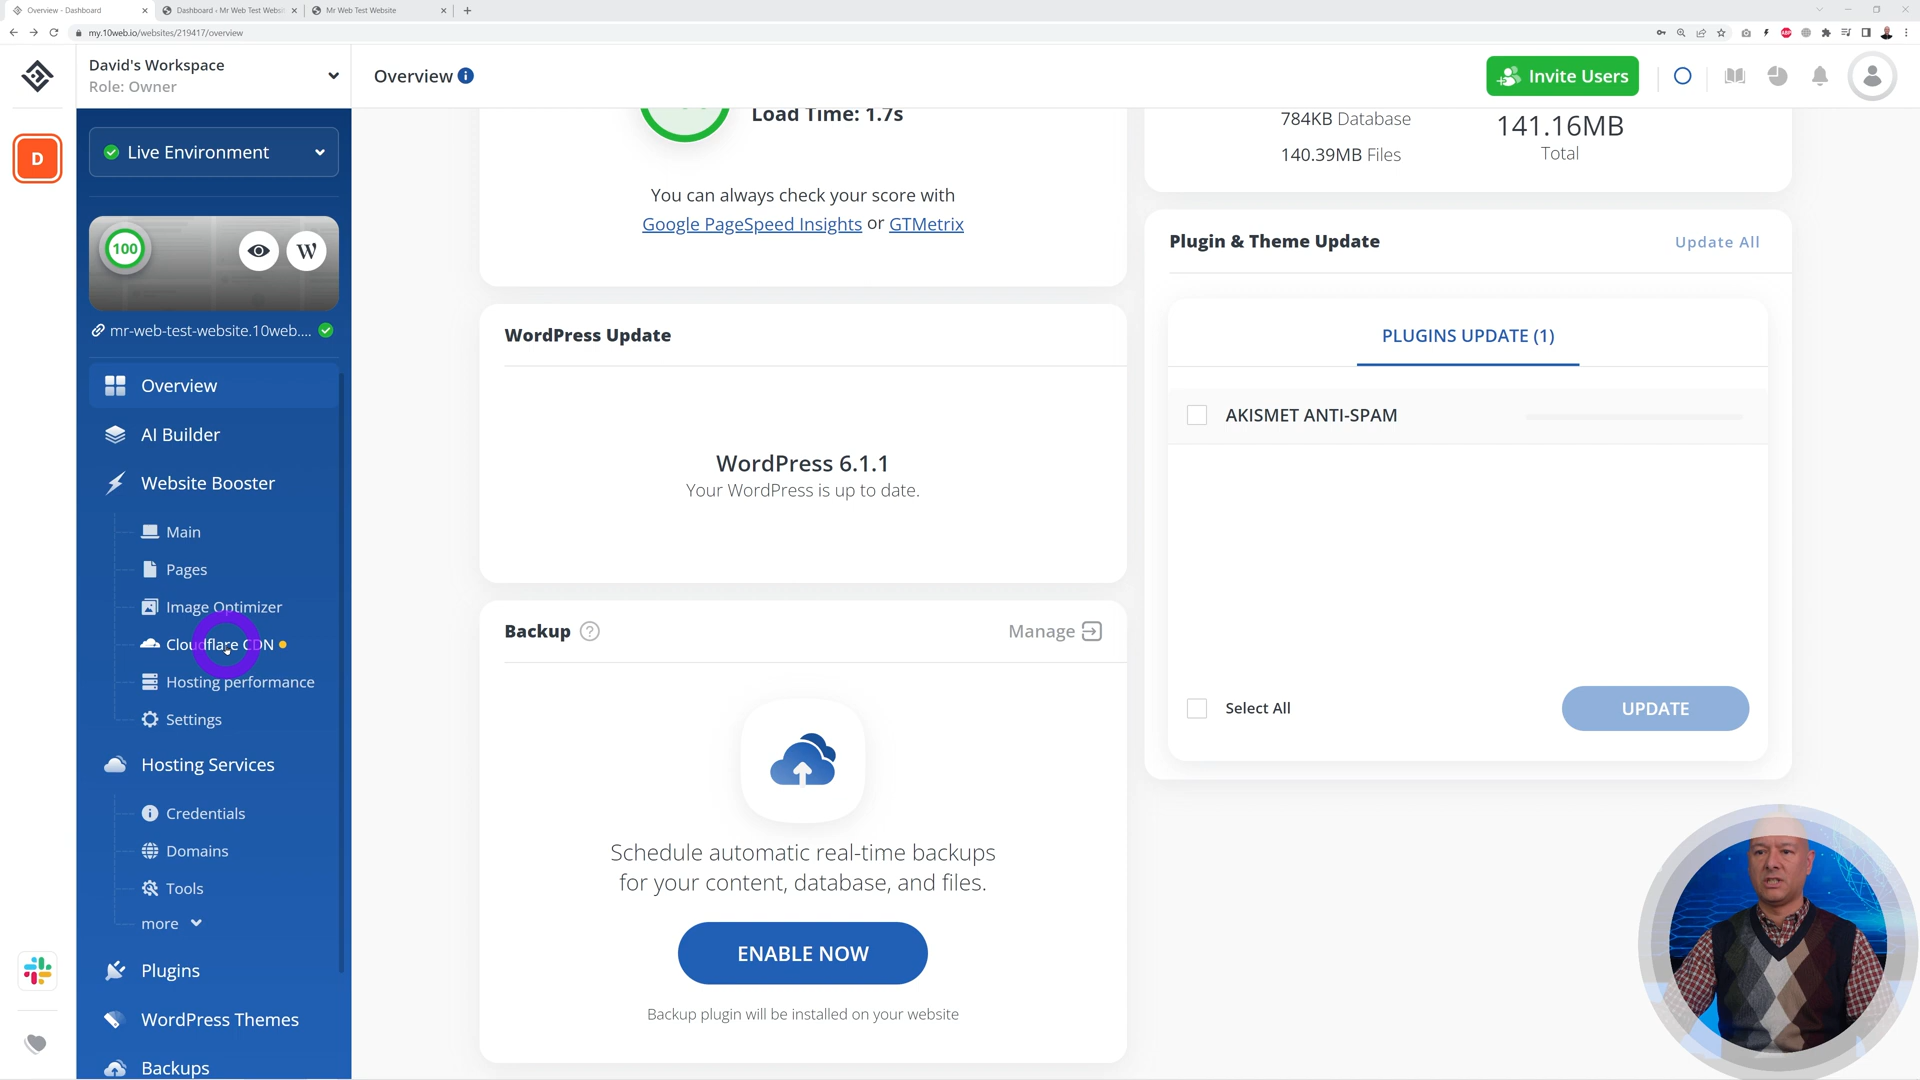 Overview - Dashboard
Dashboard ‹ Mr Web Test Websi
Mr Web Test Website
my.10web.io/websites/219417/overview
David's Workspace
Role: Owner
Overview
Invite Users
D
Live Environment
100
W
mr-web-test-website.10web....
Overview
AI Builder
Website Booster
Main
Pages
Image Optimizer
Cloudflare CDN
Hosting performance
Settings
Hosting Services
Credentials
Domains
Tools
more
Plugins
WordPress Themes
Backups
Load Time: 1.7s
You can always check your score with
Google PageSpeed Insights or GTMetrix
WordPress Update
WordPress 6.1.1
Your WordPress is up to date.
Backup
Manage
Schedule automatic real-time backups
for your content, database, and files.
ENABLE NOW
Backup plugin will be installed on your website
784KB Database
140.39MB Files
141.16MB
Total
Plugin & Theme Update
Update All
PLUGINS UPDATE (1)
AKISMET ANTI-SPAM
Select All
UPDATE